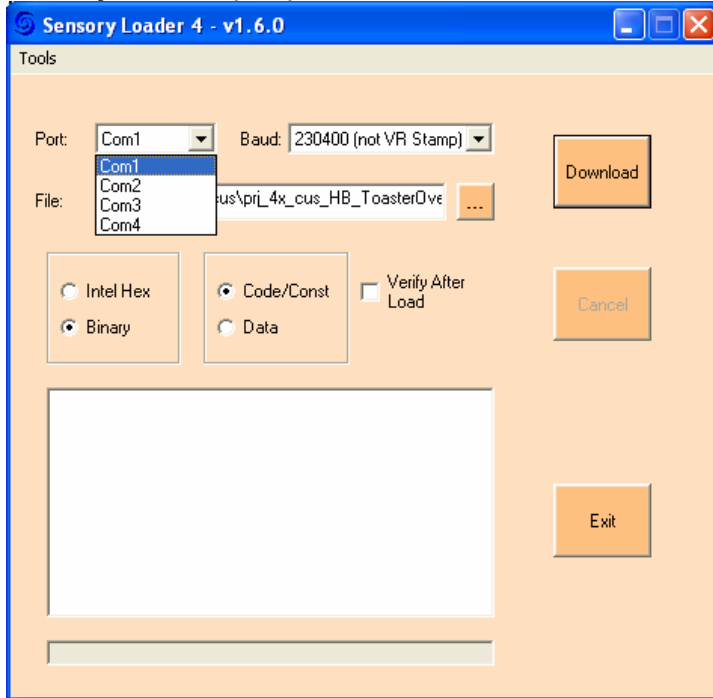 Sensory Loader 4 - v1.6.0
Tools
Port: Com1 Baud: 230400 (not VR Stamp)
Com1
Com2
Com3
Com4
Download
File: cus\prj_4x_cus_HB_ToasterOve ...
Intel Hex Code/Const Verify After Load
Binary Data
Cancel
Exit